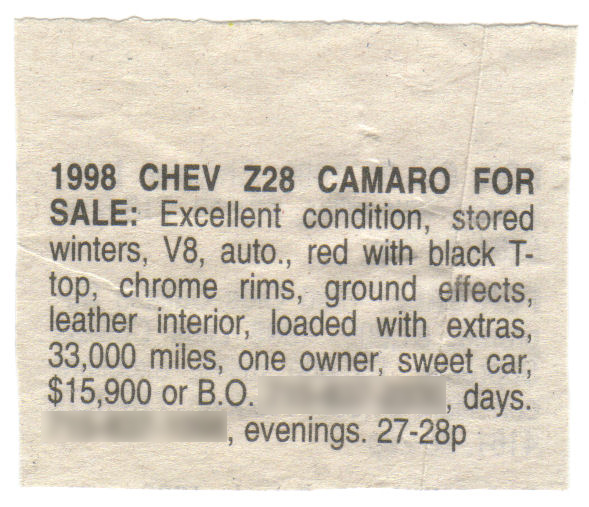 1998 CHEV Z28 CAMARO FOR
SALE: Excellent condition, stored
winters, V8, auto., red with black T-
top, chrome rims, ground effects,
leather interior, loaded with extras,
33,000 miles, one owner, sweet car,
$15,900 or B.O. , days.
, evenings. 27-28p